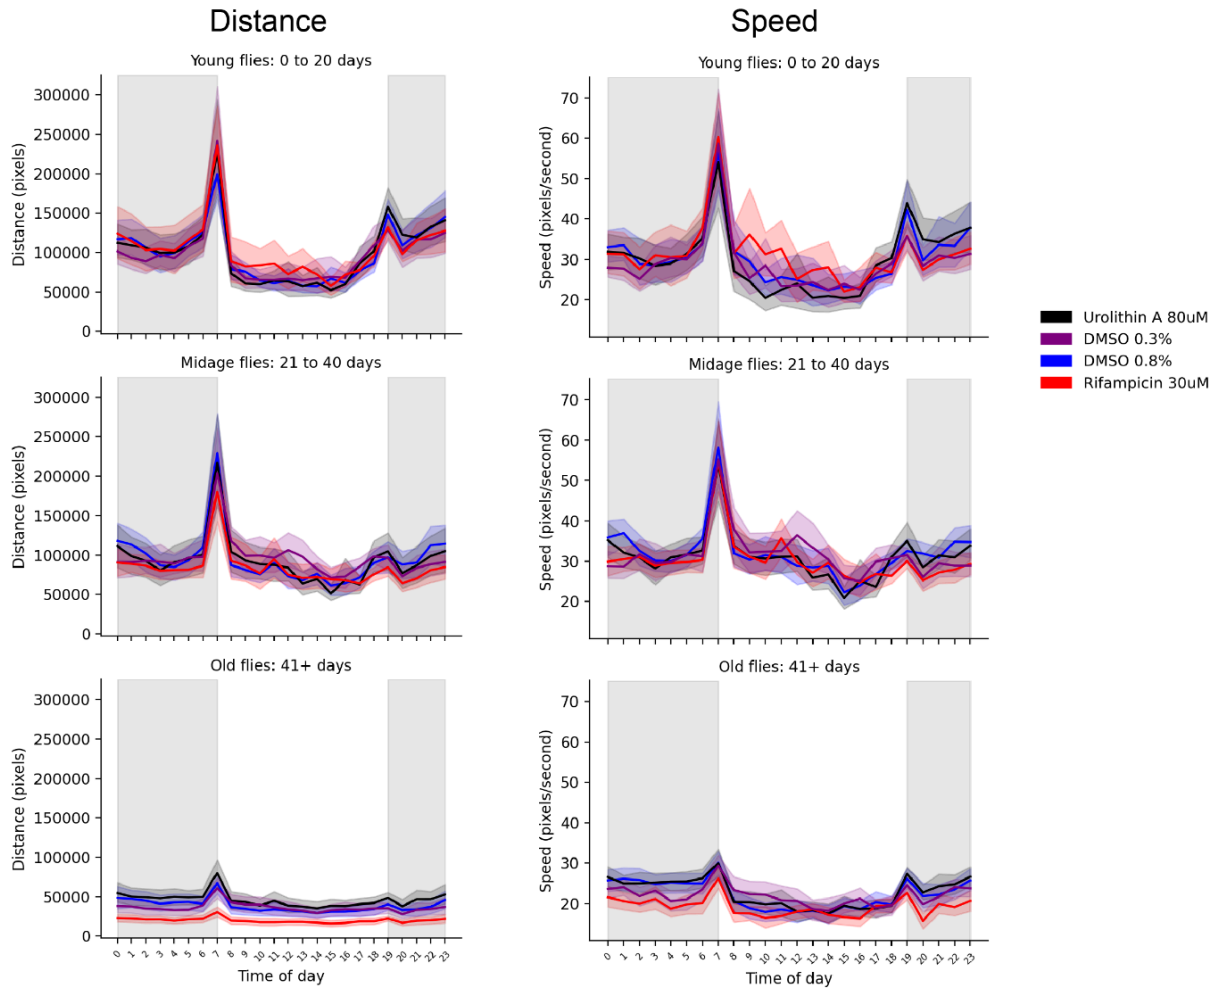 Distance
Speed
Young flies: 0 to 20 days
Young flies: 0 to 20 days
Distance (pixels)
300000
250000
200000
150000
100000
50000
0
Speed (pixels/second)
70
60
50
40
30
20
Urolithin A 80uM
DMSO 0.3%
DMSO 0.8%
Rifampicin 30uM
Midage flies: 21 to 40 days
Midage flies: 21 to 40 days
Distance (pixels)
300000
250000
200000
150000
100000
50000
0
Speed (pixels/second)
70
60
50
40
30
20
Old flies: 41+ days
Old flies: 41+ days
Distance (pixels)
300000
250000
200000
150000
100000
50000
0
Speed (pixels/second)
70
60
50
40
30
20
0 1 2 3 4 5 6 7 8 9 10 11 12 13 14 15 16 17 18 19 20 21 22 23
0 1 2 3 4 5 6 7 8 9 10 11 12 13 14 15 16 17 18 19 20 21 22 23
Time of day
Time of day